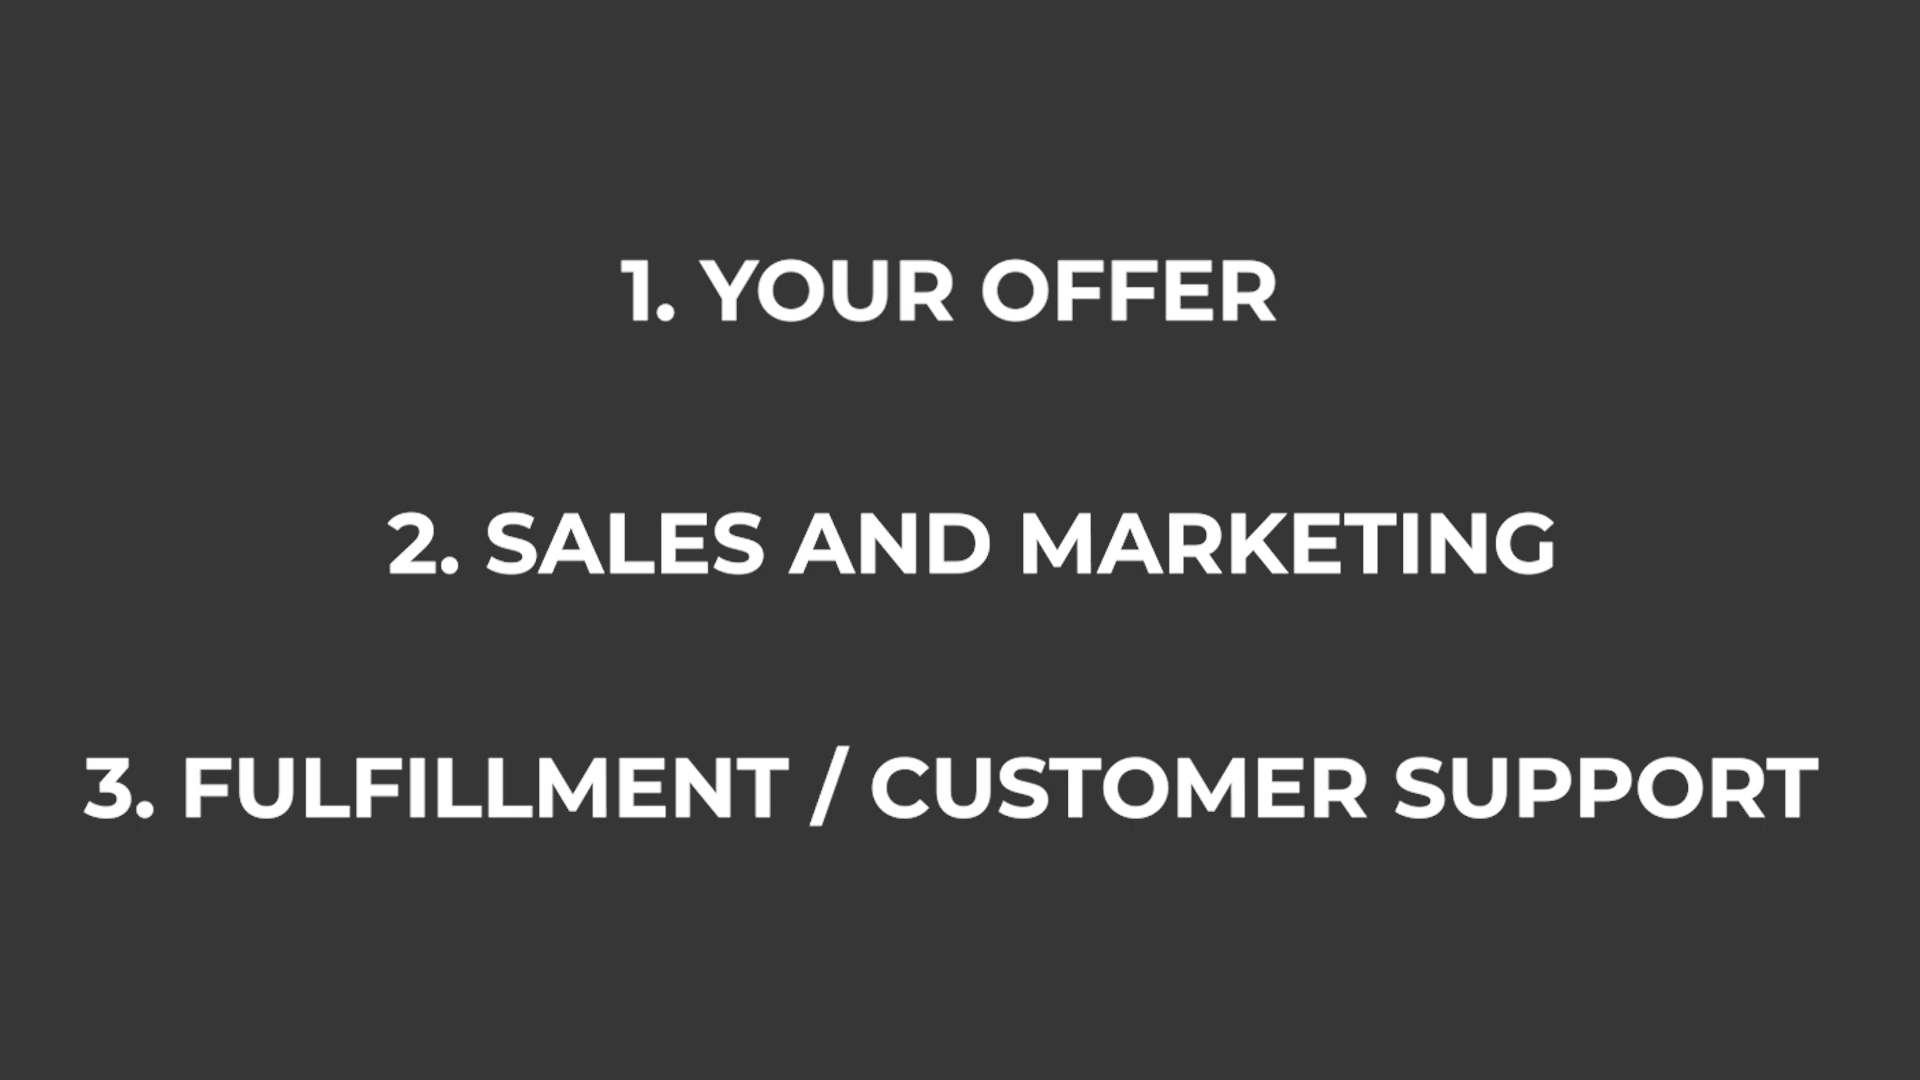 1. YOUR OFFER
2. SALES AND MARKETING
3. FULFILLMENT / CUSTOMER SUPPORT